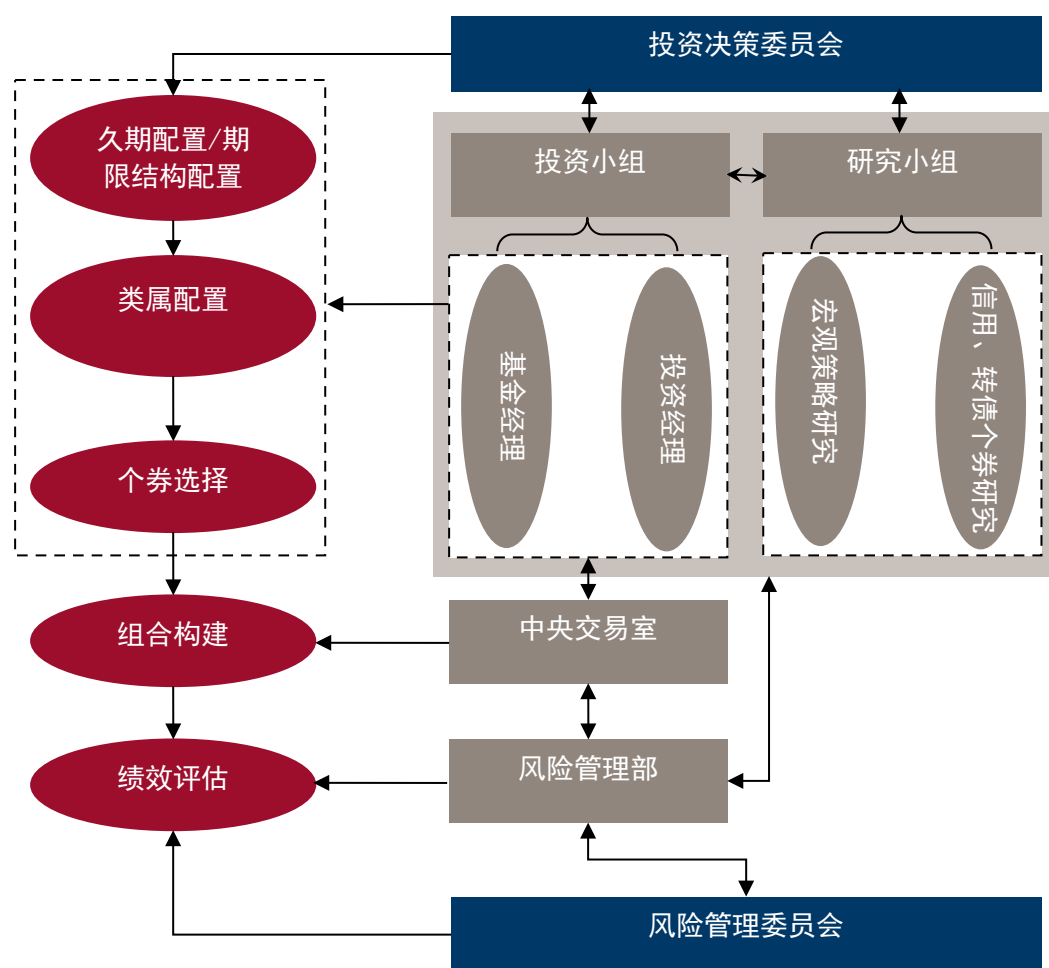 投资决策委员会
久期配置/期
限结构配置
投资小组
研究小组
类属配置
基金经理
投资经理
宏观策略研究
信用、转债个券研究
个券选择
组合构建
中央交易室
绩效评估
风险管理部
风险管理委员会